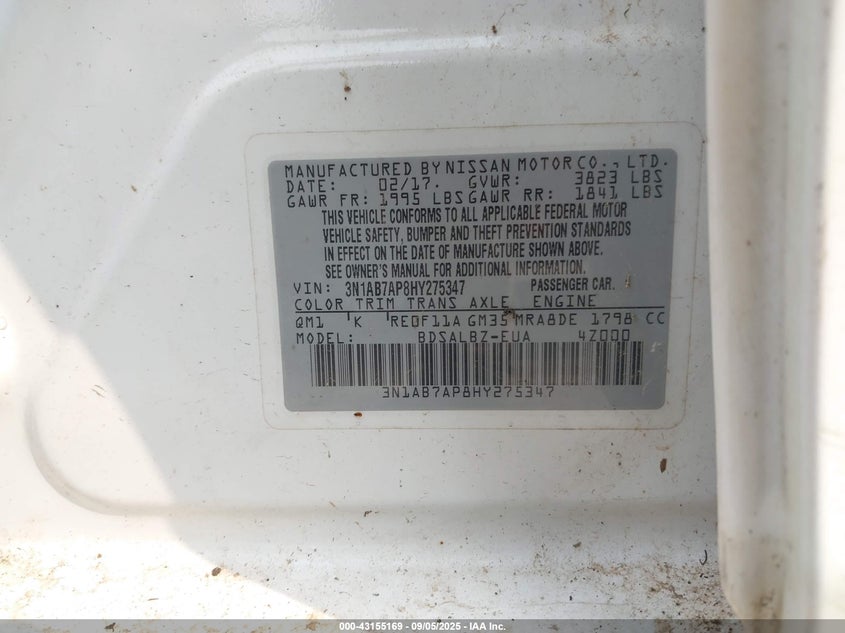 MANUFACTURED BY NISSAN MOTOR CO., LTD.
DATE: 02/17. GVWR: 3823 LBS
GAWR FR: 1995 LBS GAWR RR: 1841 LBS
THIS VEHICLE CONFORMS TO ALL APPLICABLE FEDERAL MOTOR
VEHICLE SAFETY, BUMPER AND THEFT PREVENTION STANDARDS
IN EFFECT ON THE DATE OF MANUFACTURE SHOWN ABOVE.
SEE OWNER'S MANUAL FOR ADDITIONAL INFORMATION.
VIN: 3N1AB7AP8HY275347 PASSENGER CAR.
COLOR TRIM TRANS AXLE ENGINE
QM1 K RE0F11A GM35 MRA8DE 1798 CC
MODEL: BDSALBZ-EUA 4Z000
3N1AB7AP8HY275347
000-43155169 - 09/05/2025 - IAA Inc.